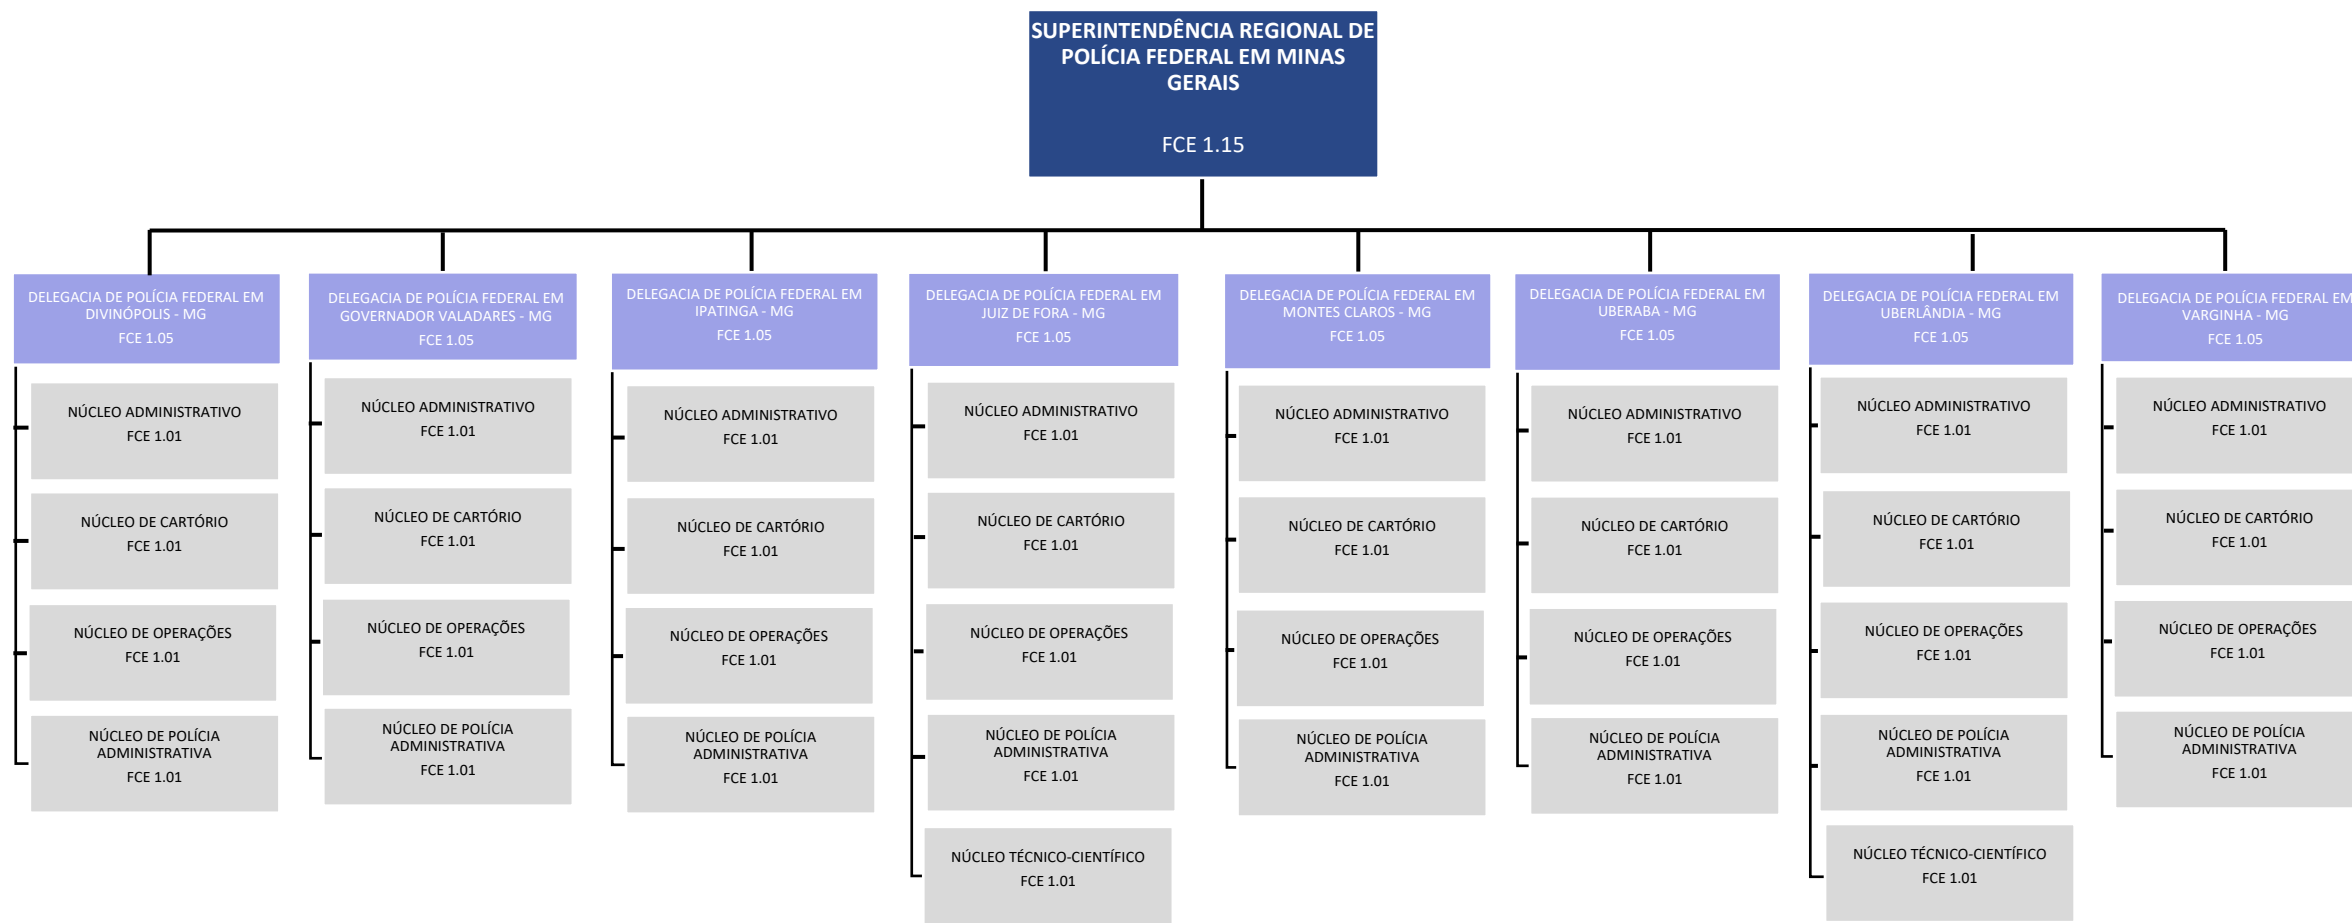 SUPERINTENDÊNCIA REGIONAL DE
POLÍCIA FEDERAL EM MINAS
GERAIS
FCE 1.15
DELEGACIA DE POLÍCIA FEDERAL EM
DIVINÓPOLIS - MG
FCE 1.05
NÚCLEO ADMINISTRATIVO
FCE 1.01
NÚCLEO DE CARTÓRIO
FCE 1.01
NÚCLEO DE OPERAÇÕES
FCE 1.01
NÚCLEO DE POLÍCIA
ADMINISTRATIVA
FCE 1.01
DELEGACIA DE POLÍCIA FEDERAL EM
GOVERNADOR VALADARES - MG
FCE 1.05
NÚCLEO ADMINISTRATIVO
FCE 1.01
NÚCLEO DE CARTÓRIO
FCE 1.01
NÚCLEO DE OPERAÇÕES
FCE 1.01
NÚCLEO DE POLÍCIA
ADMINISTRATIVA
FCE 1.01
DELEGACIA DE POLÍCIA FEDERAL EM
IPATINGA - MG
FCE 1.05
NÚCLEO ADMINISTRATIVO
FCE 1.01
NÚCLEO DE CARTÓRIO
FCE 1.01
NÚCLEO DE OPERAÇÕES
FCE 1.01
NÚCLEO DE POLÍCIA
ADMINISTRATIVA
FCE 1.01
DELEGACIA DE POLÍCIA FEDERAL EM
JUIZ DE FORA - MG
FCE 1.05
NÚCLEO ADMINISTRATIVO
FCE 1.01
NÚCLEO DE CARTÓRIO
FCE 1.01
NÚCLEO DE OPERAÇÕES
FCE 1.01
NÚCLEO DE POLÍCIA
ADMINISTRATIVA
FCE 1.01
NÚCLEO TÉCNICO-CIENTÍFICO
FCE 1.01
DELEGACIA DE POLÍCIA FEDERAL EM
MONTES CLAROS - MG
FCE 1.05
NÚCLEO ADMINISTRATIVO
FCE 1.01
NÚCLEO DE CARTÓRIO
FCE 1.01
NÚCLEO DE OPERAÇÕES
FCE 1.01
NÚCLEO DE POLÍCIA
ADMINISTRATIVA
FCE 1.01
DELEGACIA DE POLÍCIA FEDERAL EM
UBERABA - MG
FCE 1.05
NÚCLEO ADMINISTRATIVO
FCE 1.01
NÚCLEO DE CARTÓRIO
FCE 1.01
NÚCLEO DE OPERAÇÕES
FCE 1.01
NÚCLEO DE POLÍCIA
ADMINISTRATIVA
FCE 1.01
DELEGACIA DE POLÍCIA FEDERAL EM
UBERLÂNDIA - MG
FCE 1.05
NÚCLEO ADMINISTRATIVO
FCE 1.01
NÚCLEO DE CARTÓRIO
FCE 1.01
NÚCLEO DE OPERAÇÕES
FCE 1.01
NÚCLEO DE POLÍCIA
ADMINISTRATIVA
FCE 1.01
NÚCLEO TÉCNICO-CIENTÍFICO
FCE 1.01
DELEGACIA DE POLÍCIA FEDERAL EM
VARGINHA - MG
FCE 1.05
NÚCLEO ADMINISTRATIVO
FCE 1.01
NÚCLEO DE CARTÓRIO
FCE 1.01
NÚCLEO DE OPERAÇÕES
FCE 1.01
NÚCLEO DE POLÍCIA
ADMINISTRATIVA
FCE 1.01